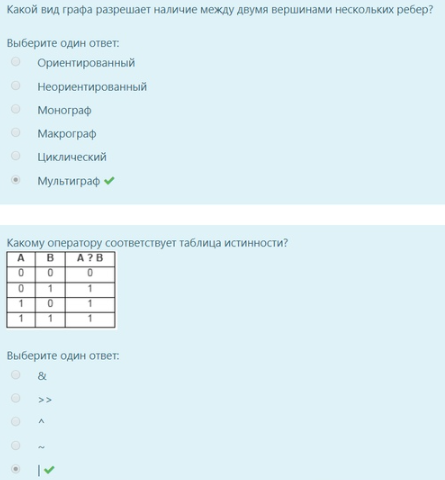 Какой вид графа разрешает наличие между двумя вершинами нескольких ребер?
Выберите один ответ:
Ориентированный
Неориентированный
Монограф
Макрограф
Циклический
Мультиграф
Какому оператору соответствует таблица истинности?
A B A ? B
0 0 0
0 1 1
1 0 1
1 1 1
Выберите один ответ:
&
>>
^
~
|